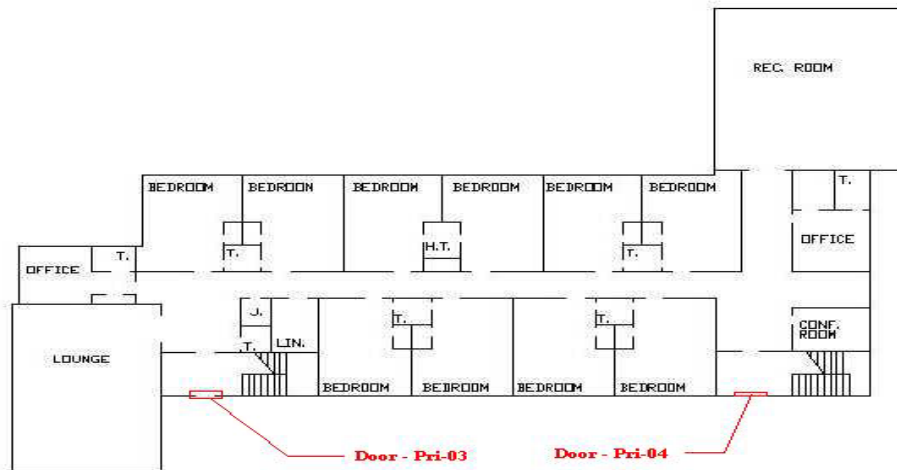 REC. ROOM
BEDROOM BEDROON BEDROOM BEDROOM BEDROOM BEDROOM T.
T. H.T. T. OFFICE
T.
OFFICE
J.
T. LIN. T. T. CONF.
ROOM
LOUNGE
BEDROOM BEDROOM BEDROOM BEDROOM
Door - Pri-03 Door - Pri-04